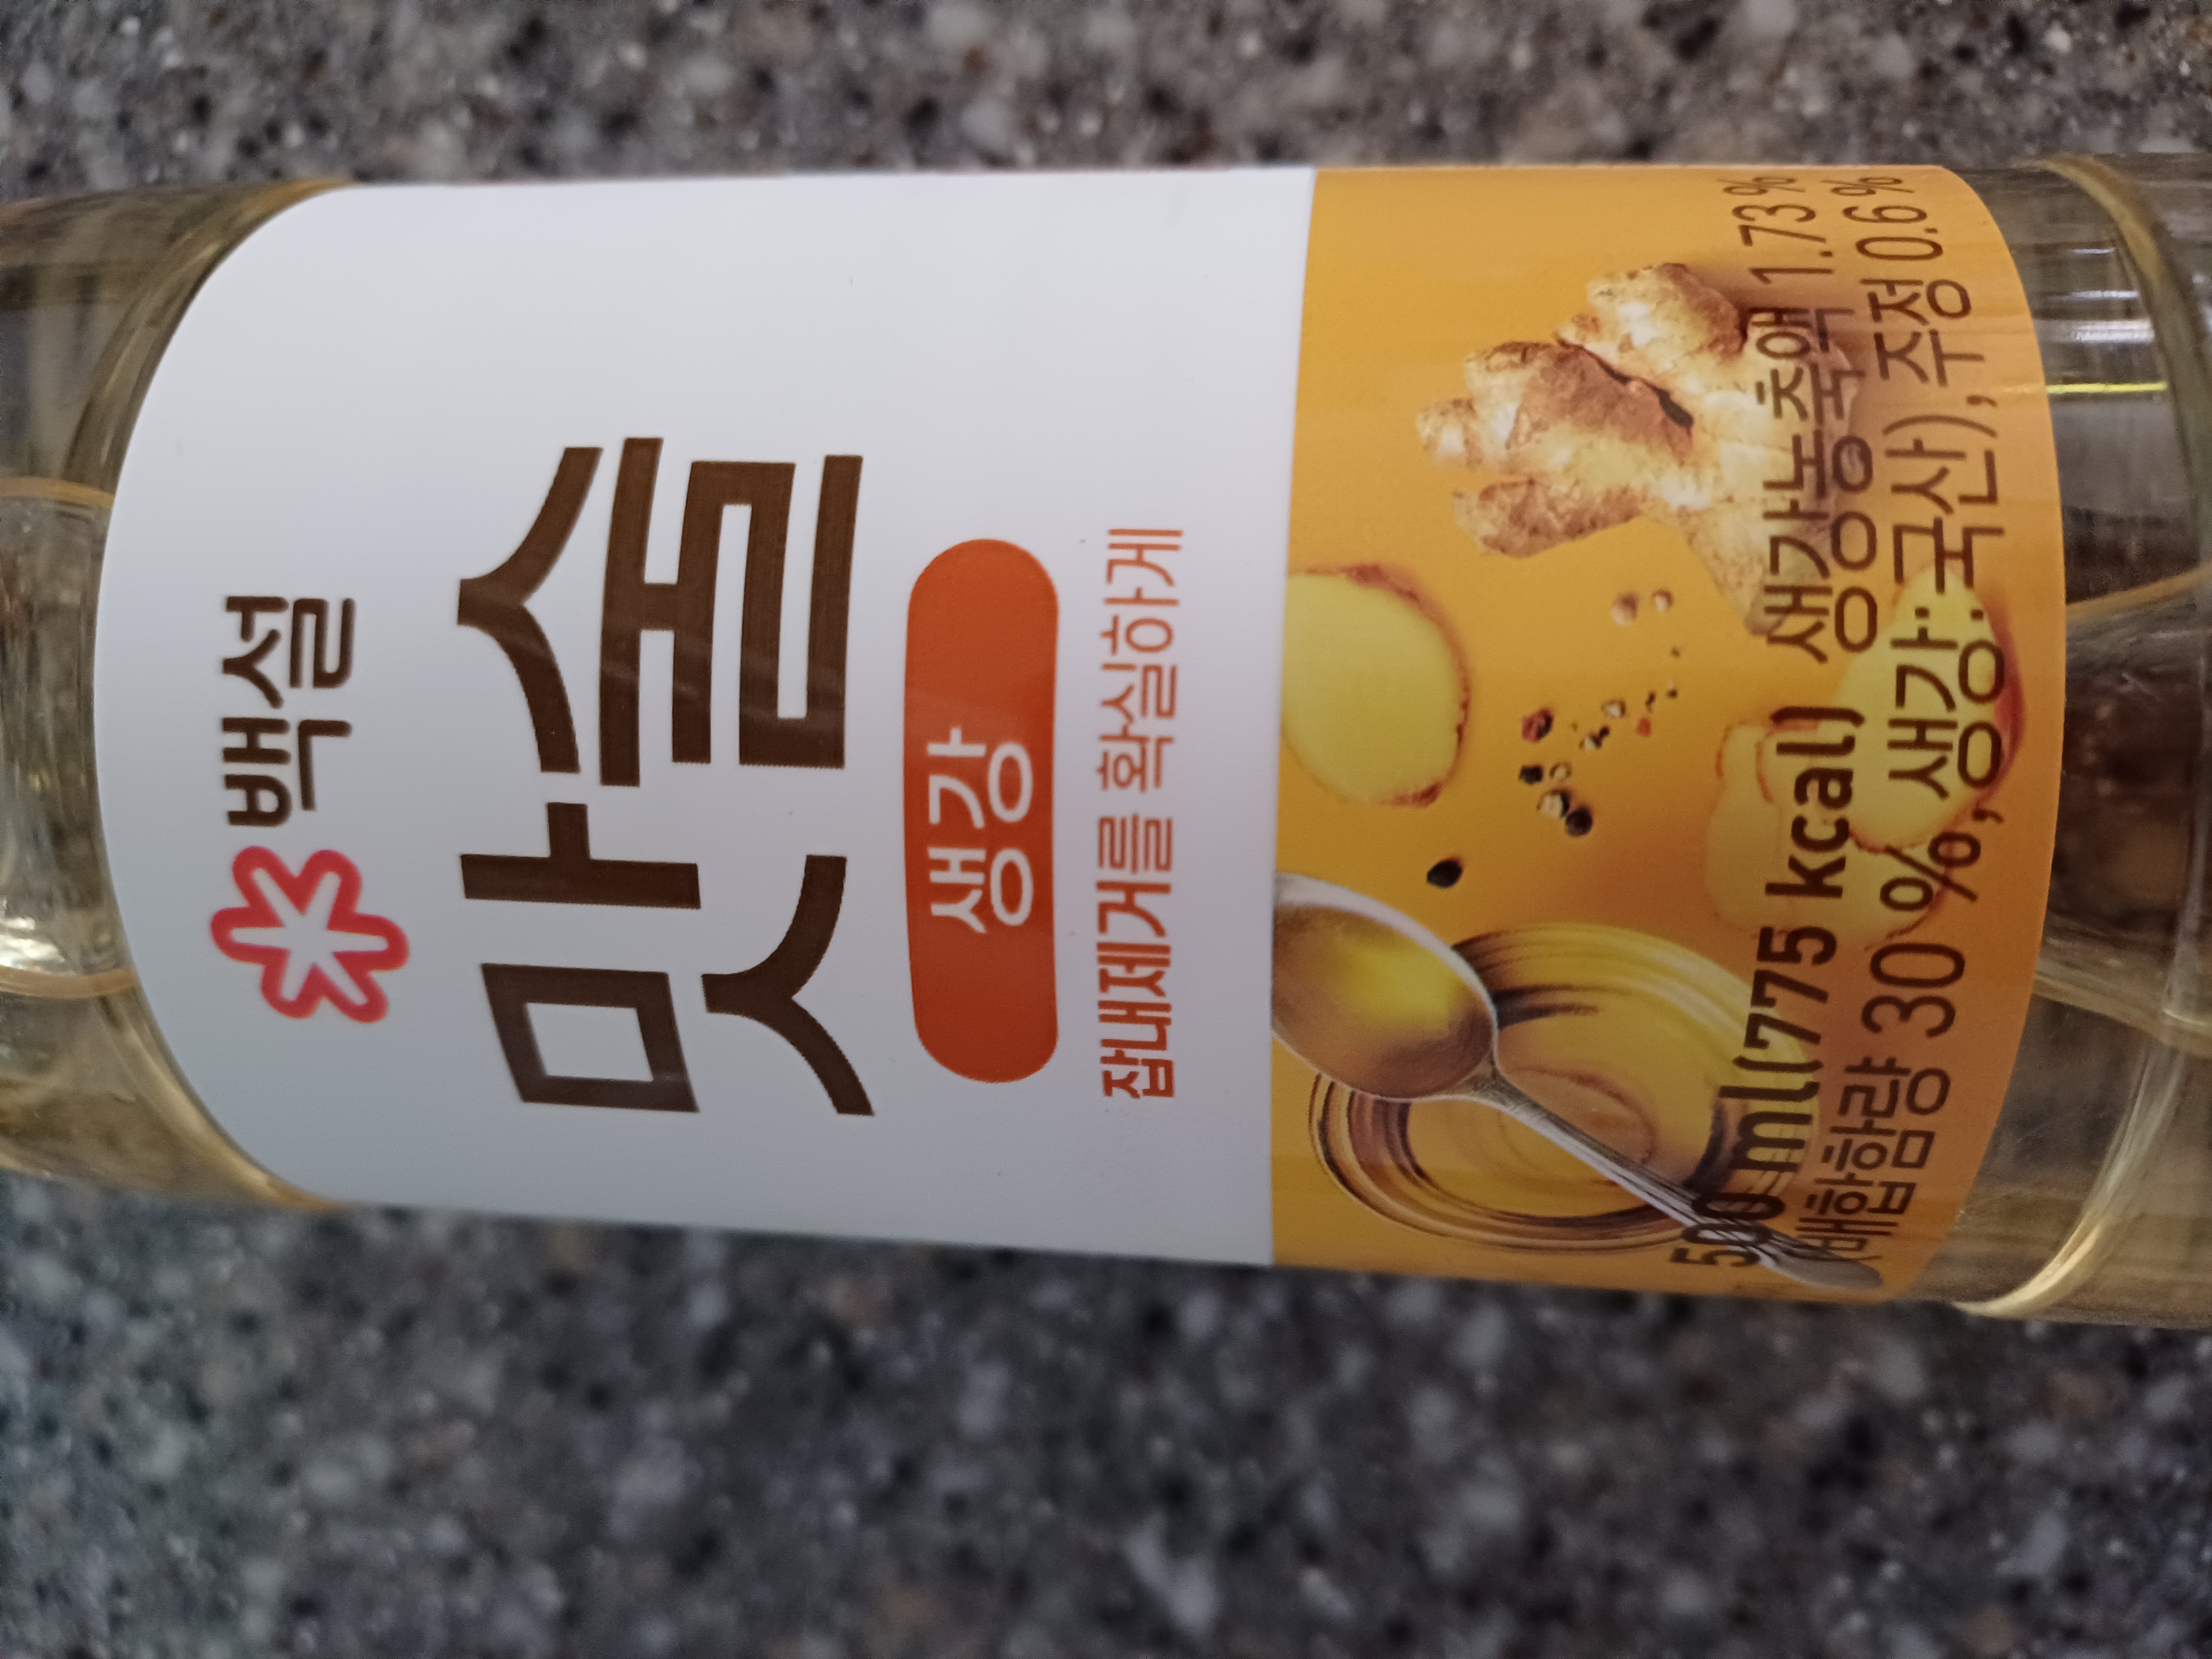 백설
맛술
생강
잡내제거를 확실하게
500 ml(775 kcal) 생강농축액 1.73 %
(배합함량 30 %, 생강:국산), 주정 0.6 %